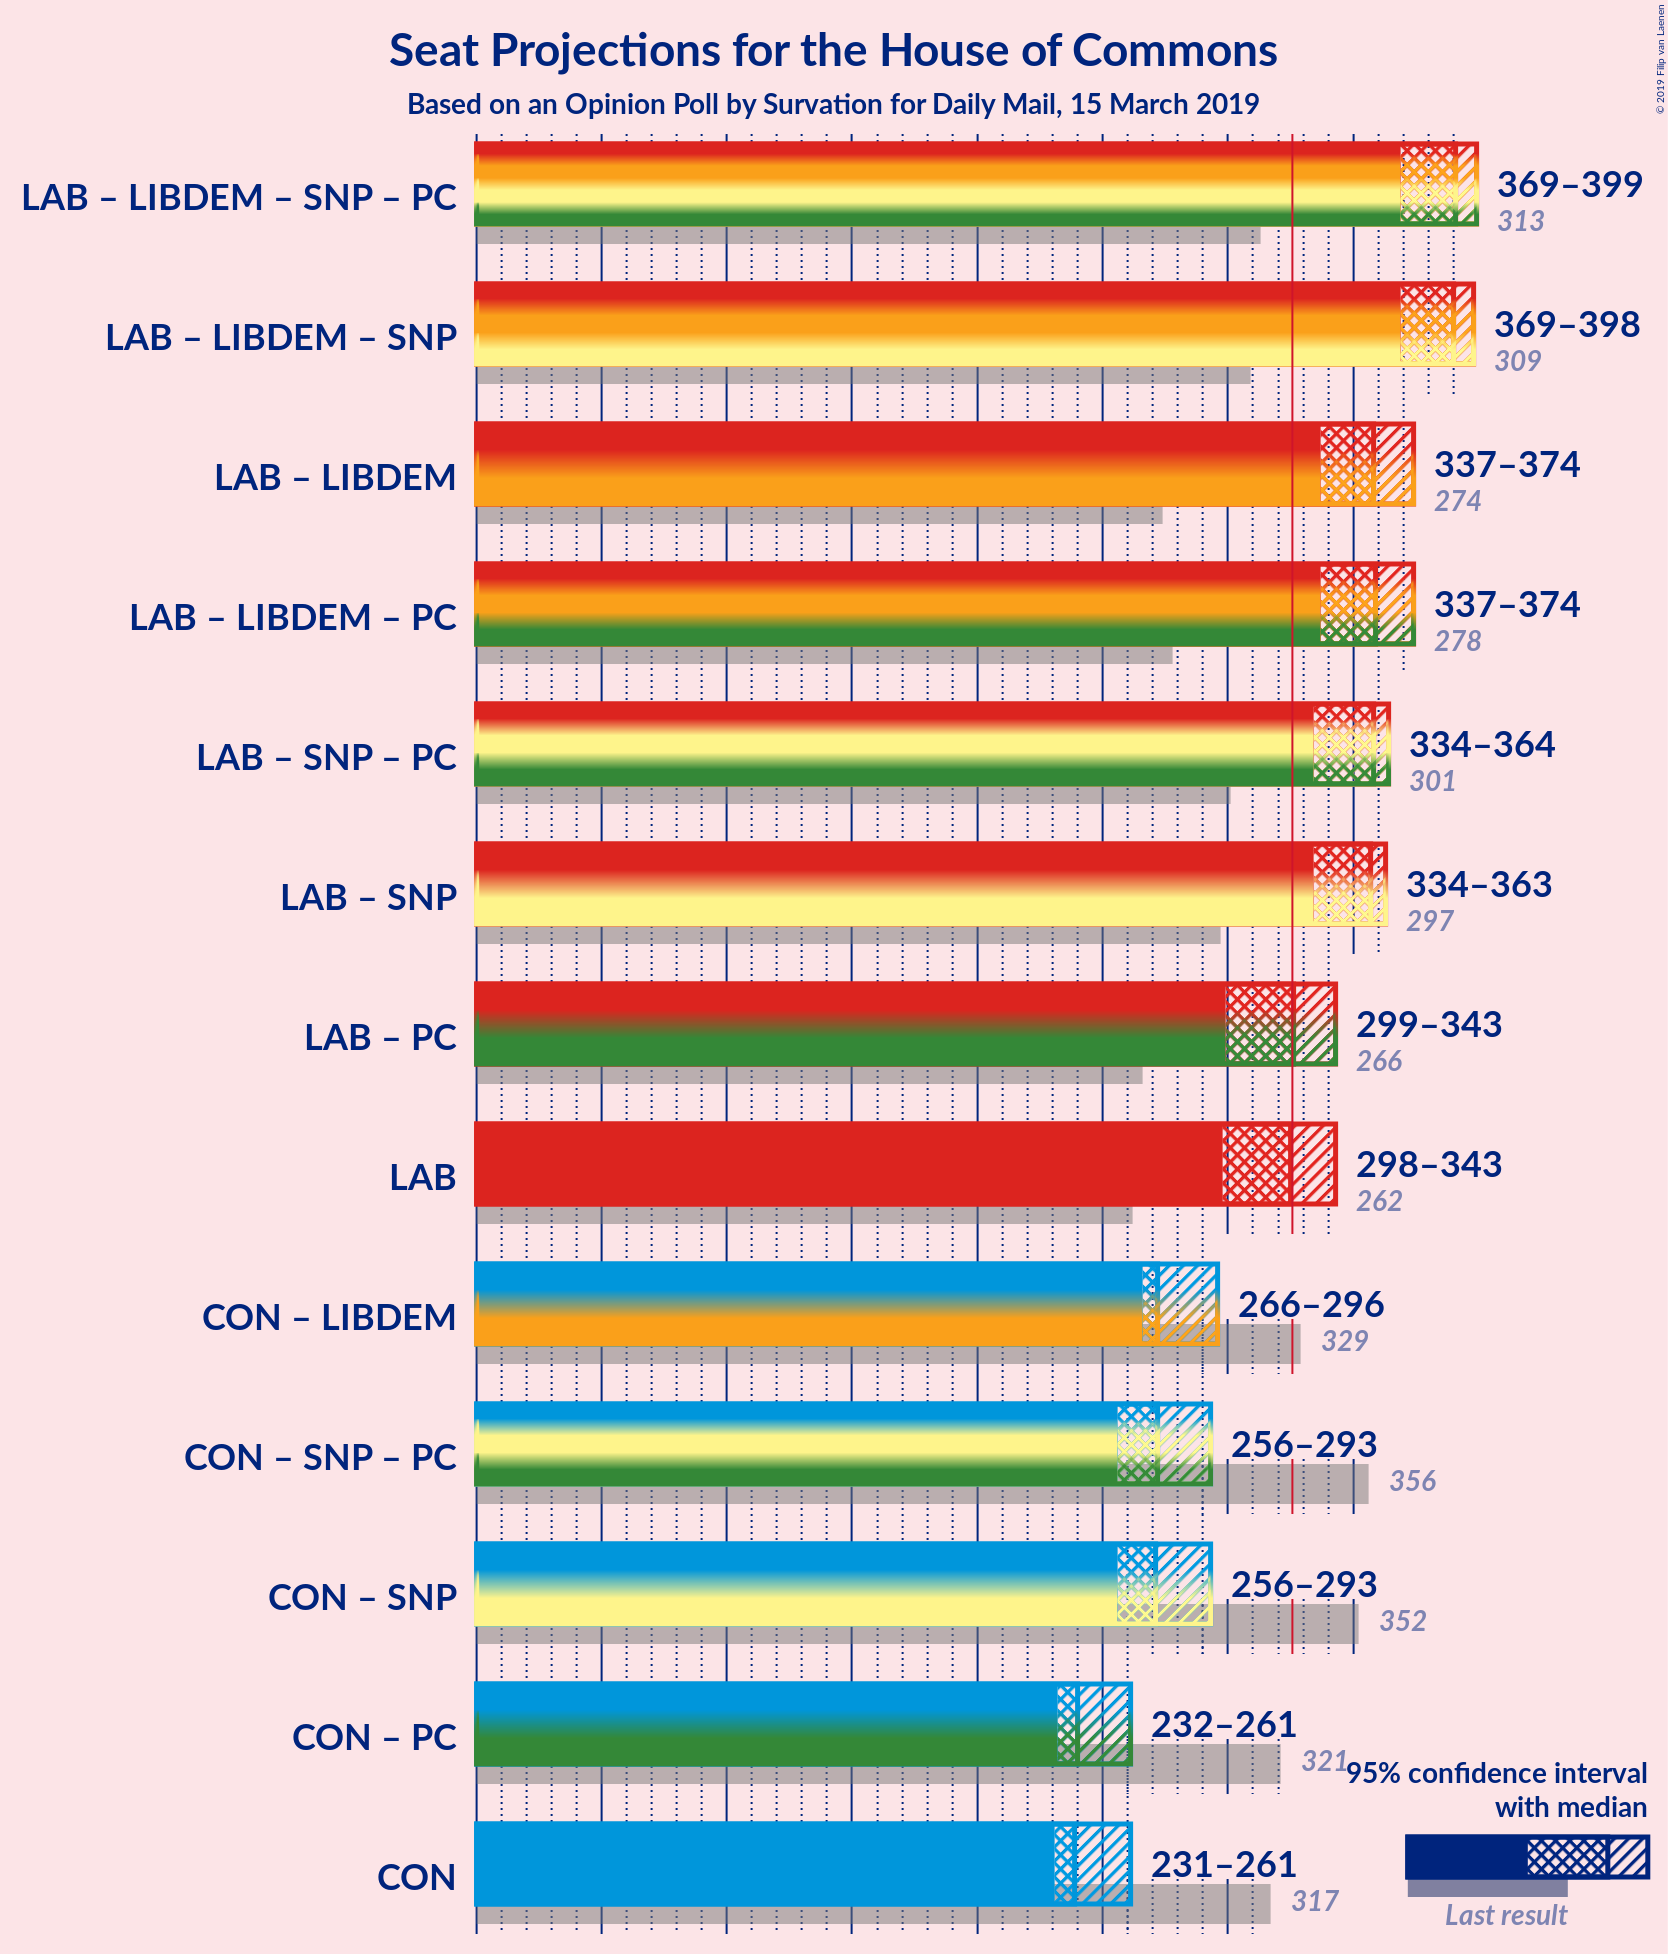 Seat Projections for the House of Commons
Based on an Opinion Poll by Survation for Daily Mail, 15 March 2019
© 2019 Filip van Laenen
LAB – LIBDEM – SNP – PC
369–399
313
LAB – LIBDEM – SNP
369–398
309
LAB – LIBDEM
337–374
274
LAB – LIBDEM – PC
337–374
278
LAB – SNP – PC
334–364
301
LAB – SNP
334–363
297
LAB – PC
299–343
266
LAB
298–343
262
CON – LIBDEM
266–296
329
CON – SNP – PC
256–293
356
CON – SNP
256–293
352
CON – PC
232–261
321
CON
231–261
317
95% confidence interval
with median
Last result